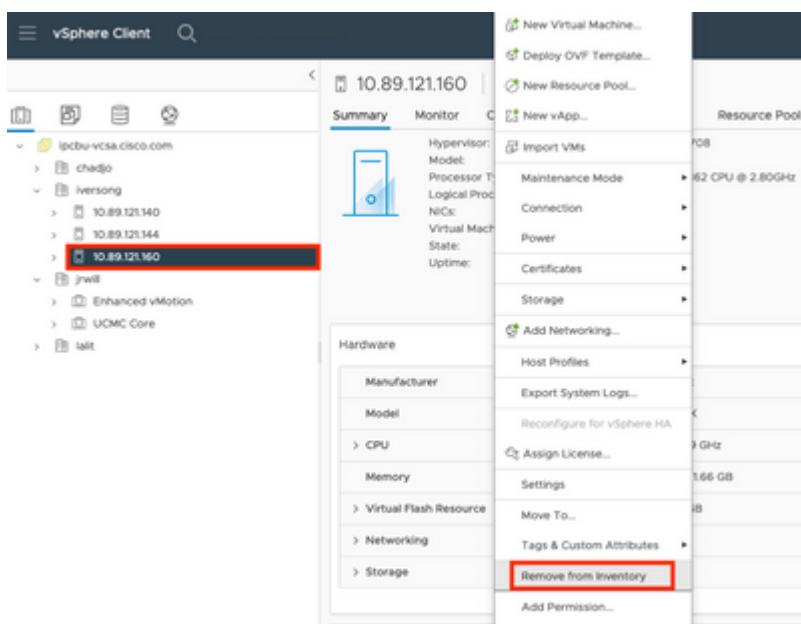 vSphere Client
ipcbu-vcsa.cisco.com
chadjo
iversong
10.89.121.140
10.89.121.144
10.89.121.160
jrwill
Enhanced vMotion
UCMC Core
lalit
10.89.121.160
Summary Monitor C
Resource Pool
Hypervisor:
Model:
Processor T
Logical Proc
NICs:
Virtual Mach
State:
Uptime:
708
62 CPU @ 2.80GHz
Hardware
Manufacturer
Model
CPU
GHz
Memory
1.66 GB
Virtual Flash Resource
Networking
Storage
New Virtual Machine...
Deploy OVF Template...
New Resource Pool...
New vApp...
Import VMs
Maintenance Mode
Connection
Power
Certificates
Storage
Add Networking...
Host Profiles
Export System Logs...
Reconfigure for vSphere HA
Assign License...
Settings
Move To...
Tags & Custom Attributes
Remove from Inventory
Add Permission...